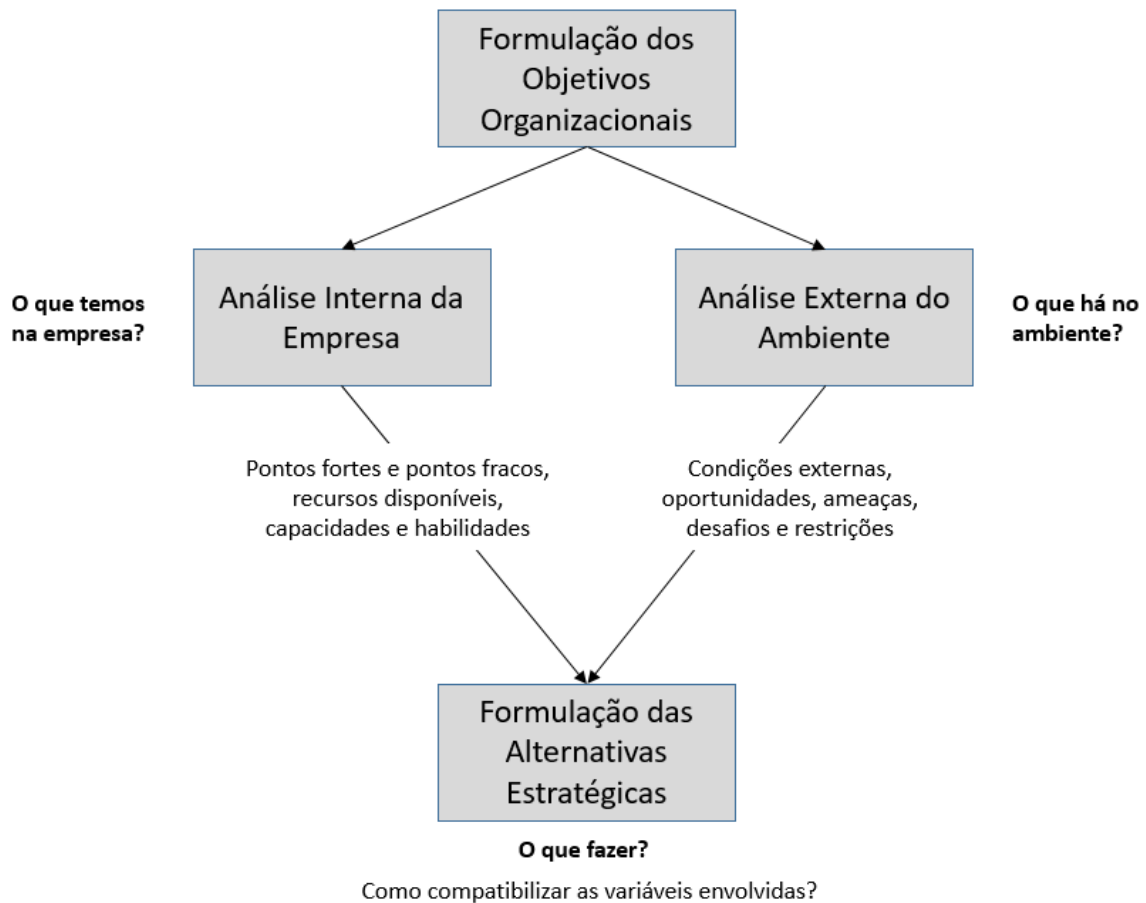 Formulação dos
Objetivos
Organizacionais
O que temos
na empresa?
Análise Interna da
Empresa
Análise Externa do
Ambiente
O que há no
ambiente?
Pontos fortes e pontos fracos,
recursos disponíveis,
capacidades e habilidades
Condições externas,
oportunidades, ameaças,
desafios e restrições
Formulação das
Alternativas
Estratégicas
O que fazer?
Como compatibilizar as variáveis envolvidas?